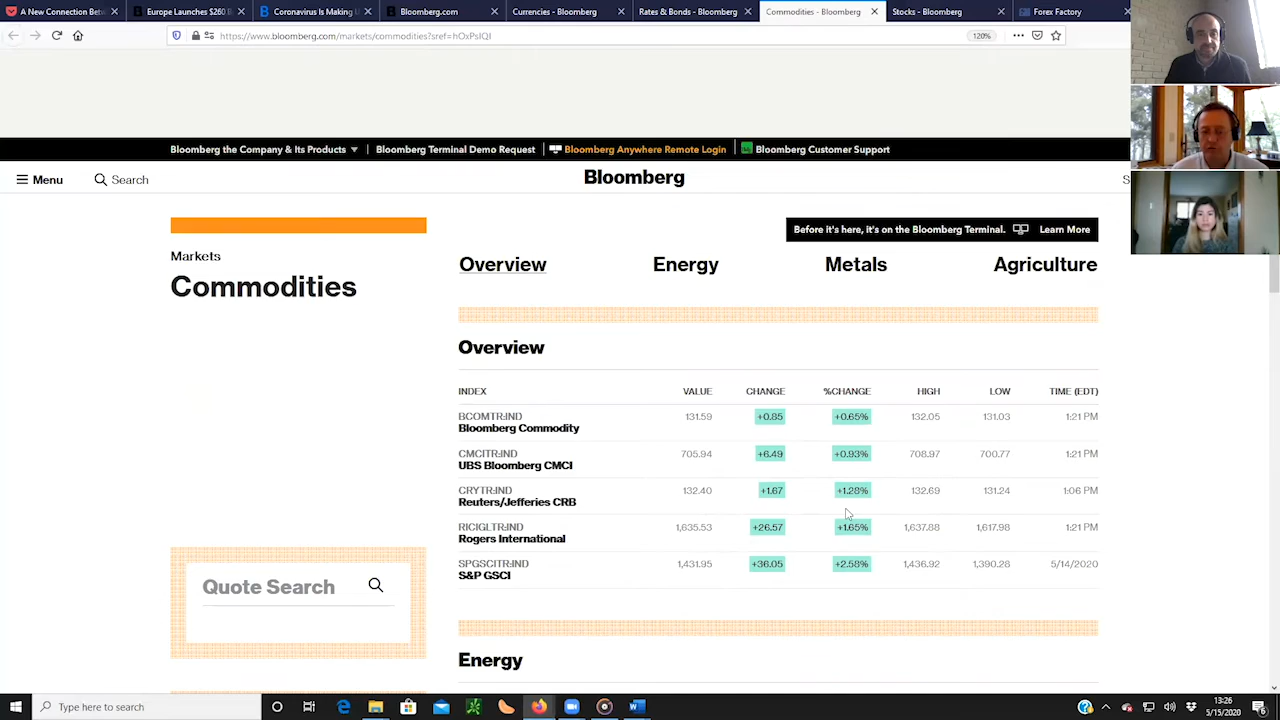 A New Connection Betw
Europe Launches $260 B
Coronavirus Is Making
Bloomberg.com
Currencies - Bloomberg
Rates & Bonds - Bloomberg
Commodities - Bloomberg
Stocks - Bloomberg
Forex Factory
https://www.bloomberg.com/markets/commodities?sref=hOxPsIQI
120%
Bloomberg the Company & Its Products
Bloomberg Terminal Demo Request
Bloomberg Anywhere Remote Login
Bloomberg Customer Support
Menu
Search
Bloomberg
S
Before it's here, it's on the Bloomberg Terminal. Learn More
Markets
Commodities
Overview Energy Metals Agriculture
Overview
INDEX VALUE CHANGE %CHANGE HIGH LOW TIME (EDT)
BCOMTR:IND 131.59 +0.85 +0.65% 132.05 131.03 1:21 PM
Bloomberg Commodity
CMCITR:IND 705.94 +6.49 +0.93% 708.97 700.77 1:21 PM
UBS Bloomberg CMCI
CRYTR:IND 132.40 +1.67 +1.28% 132.69 131.24 1:06 PM
Reuters/Jefferies CRB
RICIGLTR:IND 1,635.53 +26.57 +1.65% 1,637.88 1,617.98 1:21 PM
Rogers International
SPGSCITR:IND 1,431.95 +36.05 +2.58% 1,436.92 1,390.28 5/14/2020
S&P GSCI
Quote Search
Energy
Type here to search
13:26
5/15/2020